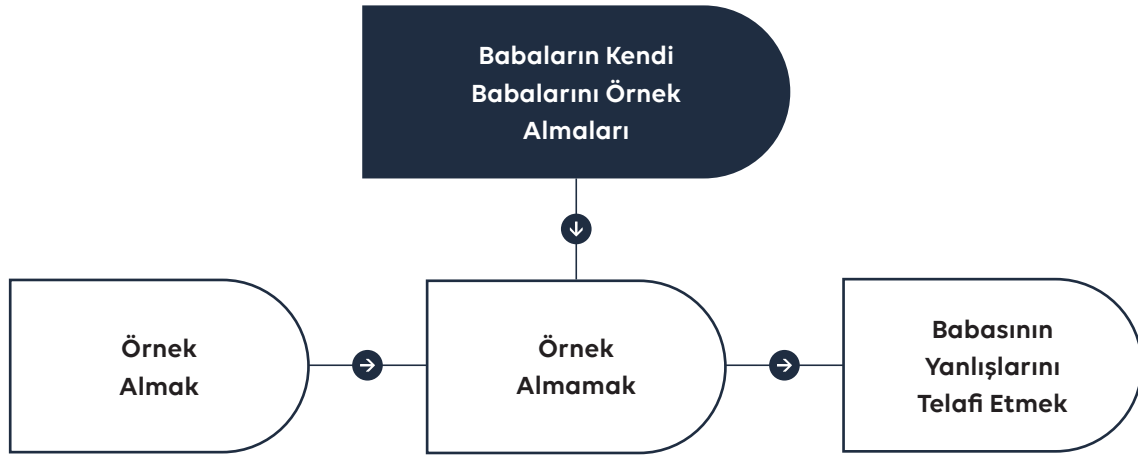 Babaların Kendi
Babalarını Örnek
Almaları
Örnek
Almak
Örnek
Almamak
Babasının
Yanlışlarını
Telafi Etmek